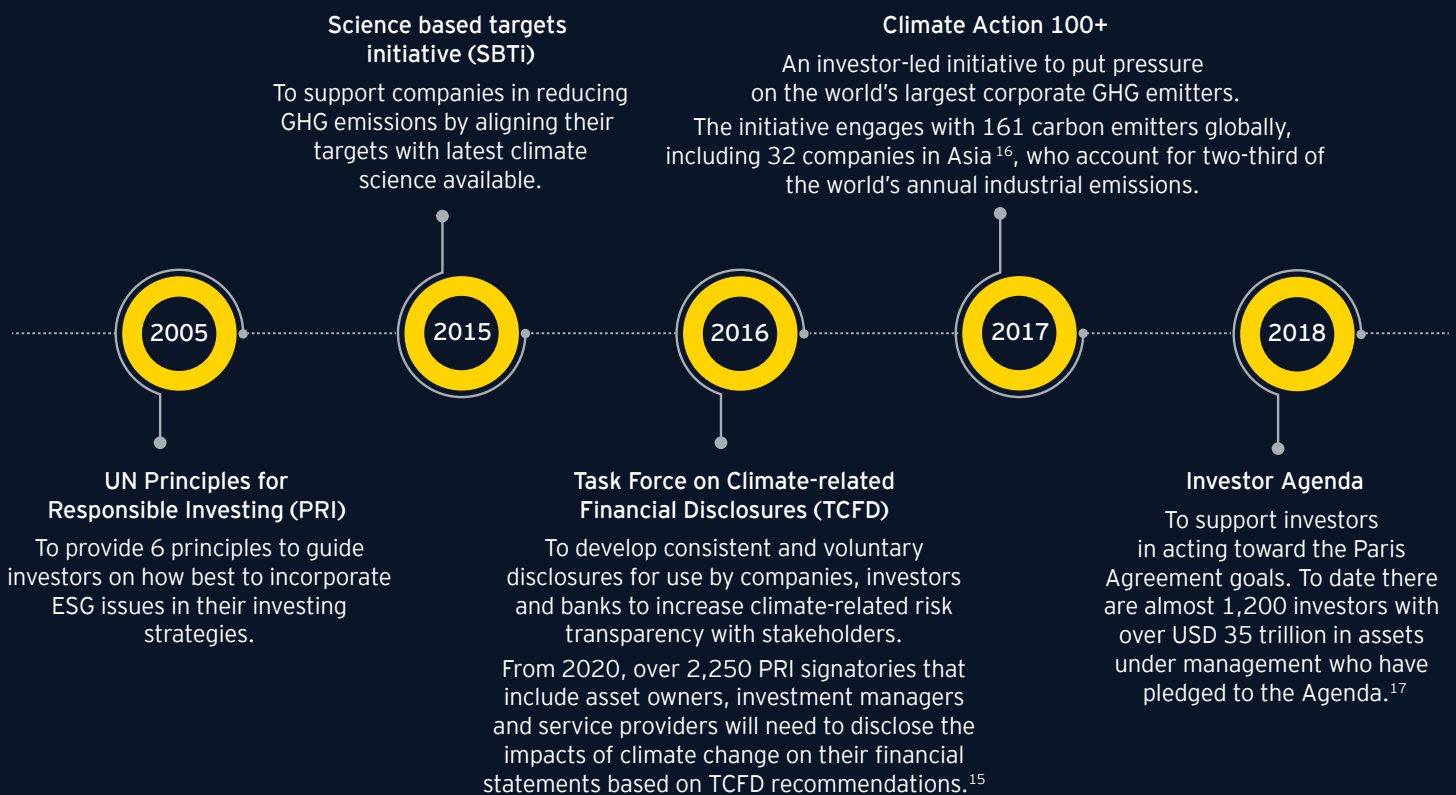 Science based targets
initiative (SBTi)
To support companies in reducing
GHG emissions by aligning their
targets with latest climate
science available.
Climate Action 100+
An investor-led initiative to put pressure
on the world's largest corporate GHG emitters.
The initiative engages with 161 carbon emitters globally,
including 32 companies in Asia16, who account for two-third of
the world's annual industrial emissions.
2005
2015
2016
2017
2018
UN Principles for
Responsible Investing (PRI)
To provide 6 principles to guide
investors on how best to incorporate
ESG issues in their investing
strategies.
Task Force on Climate-related
Financial Disclosures (TCFD)
To develop consistent and voluntary
disclosures for use by companies, investors
and banks to increase climate-related risk
transparency with stakeholders.
From 2020, over 2,250 PRI signatories that
include asset owners, investment managers
and service providers will need to disclose the
impacts of climate change on their financial
statements based on TCFD recommendations.15
Investor Agenda
To support investors
in acting toward the Paris
Agreement goals. To date there
are almost 1,200 investors with
over USD 35 trillion in assets
under management who have
pledged to the Agenda.17